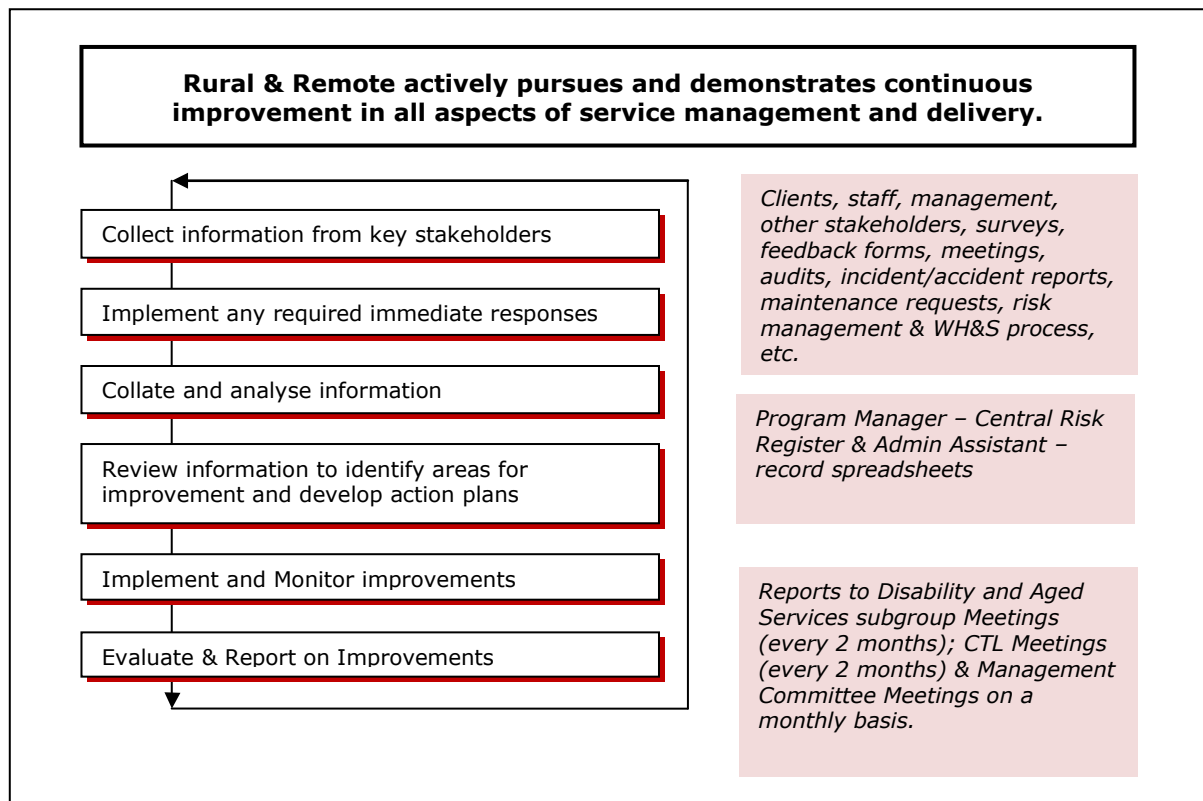 Rural & Remote actively pursues and demonstrates continuous
improvement in all aspects of service management and delivery.
Collect information from key stakeholders
Implement any required immediate responses
Collate and analyse information
Review information to identify areas for
improvement and develop action plans
Implement and Monitor improvements
Evaluate & Report on Improvements
Clients, staff, management,
other stakeholders, surveys,
feedback forms, meetings,
audits, incident/accident reports,
maintenance requests, risk
management & WH&S process,
etc.
Program Manager – Central Risk
Register & Admin Assistant –
record spreadsheets
Reports to Disability and Aged
Services subgroup Meetings
(every 2 months); CTL Meetings
(every 2 months) & Management
Committee Meetings on a
monthly basis.